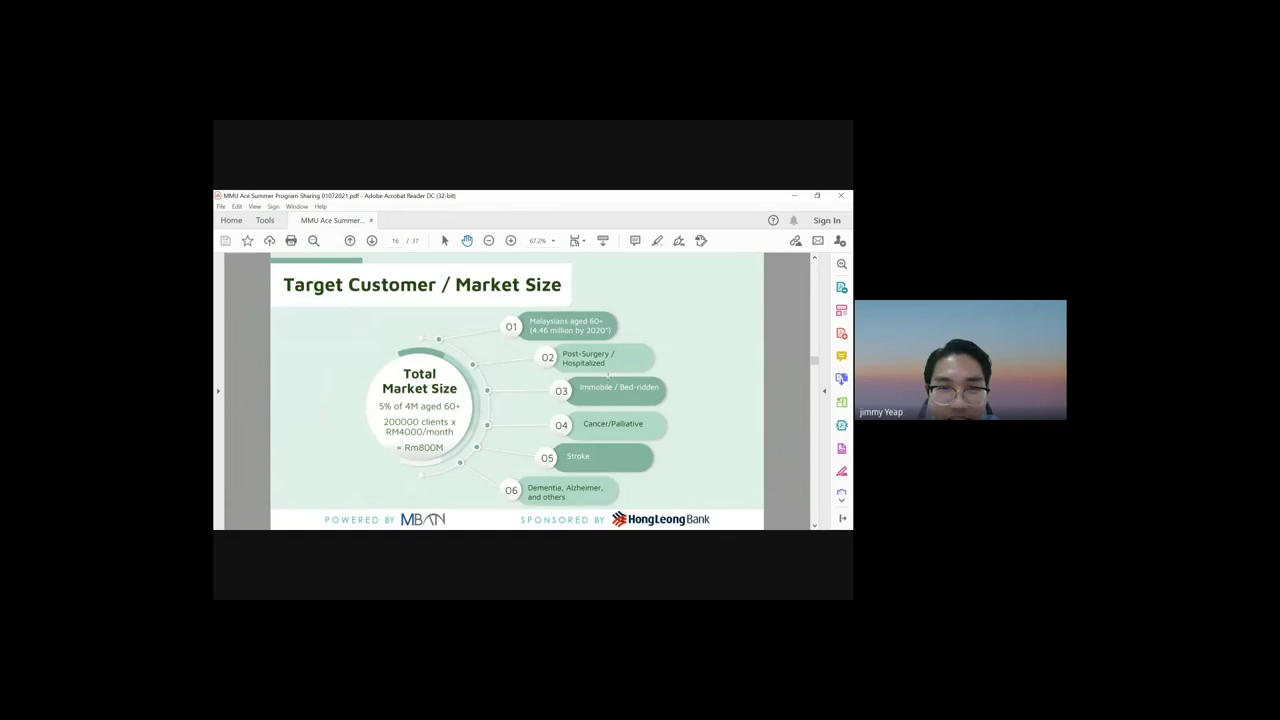 MMU Ace Summer Program Sharing 01072021.pdf - Adobe Acrobat Reader DC (32-bit)
File Edit View Sign Window Help
Home Tools MMU Ace Summer... × Sign In
16 / 37 67.2%
Target Customer / Market Size
01 Malaysians aged 60+
(4.46 million by 2020*)
02 Post-Surgery /
Hospitalized
03 Immobile / Bed-ridden
04 Cancer/Palliative
05 Stroke
06 Dementia, Alzheimer,
and others
Total
Market Size
5% of 4M aged 60+
200000 clients x
RM4000/month
= Rm800M
POWERED BY MBAN SPONSORED BY HongLeong Bank
jimmy Yeap